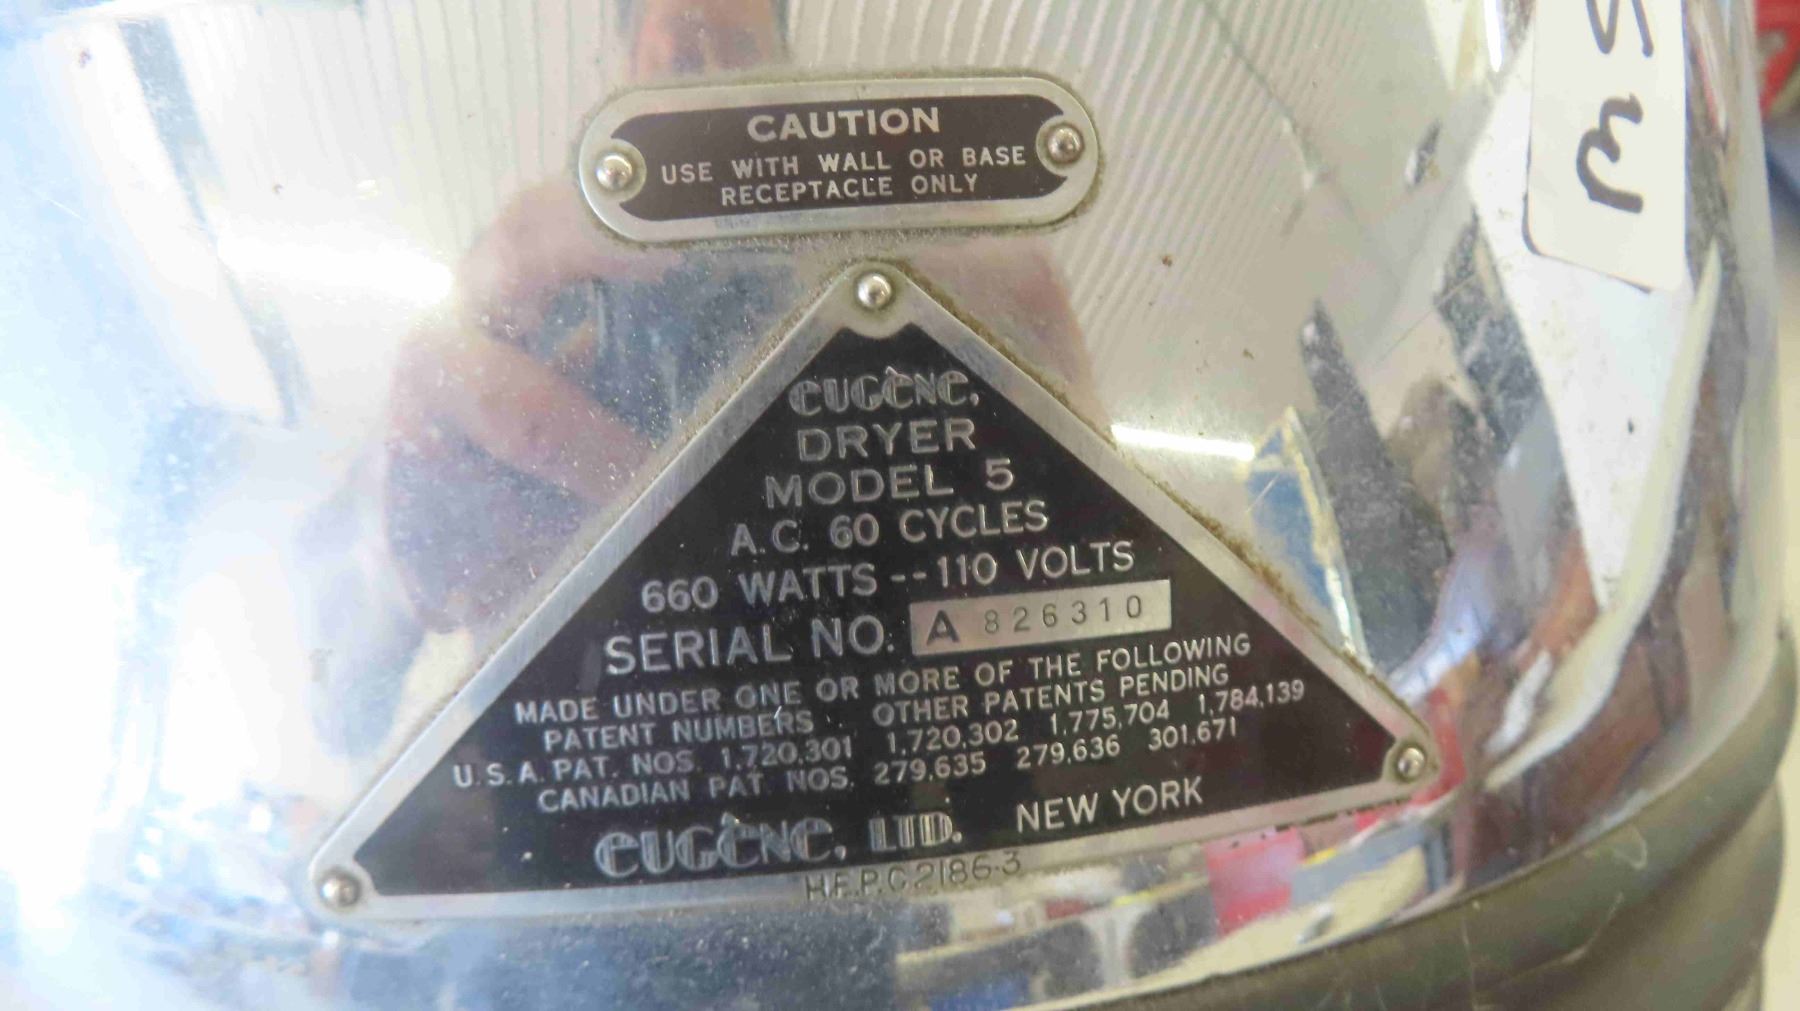 CAUTION
USE WITH WALL OR BASE
RECEPTACLE ONLY
EUGÈNE,
DRYER
MODEL 5
A.C. 60 CYCLES
660 WATTS -- 110 VOLTS
SERIAL NO. A 826310
MADE UNDER ONE OR MORE OF THE FOLLOWING
PATENT NUMBERS OTHER PATENTS PENDING
U.S.A. PAT. NOS. 1,720,301 1,720,302 1,775,704 1,784,139
CANADIAN PAT. NOS. 279,635 279,636 301,671
EUGÈNE, LTD. NEW YORK
H.E.P.C 2186-3